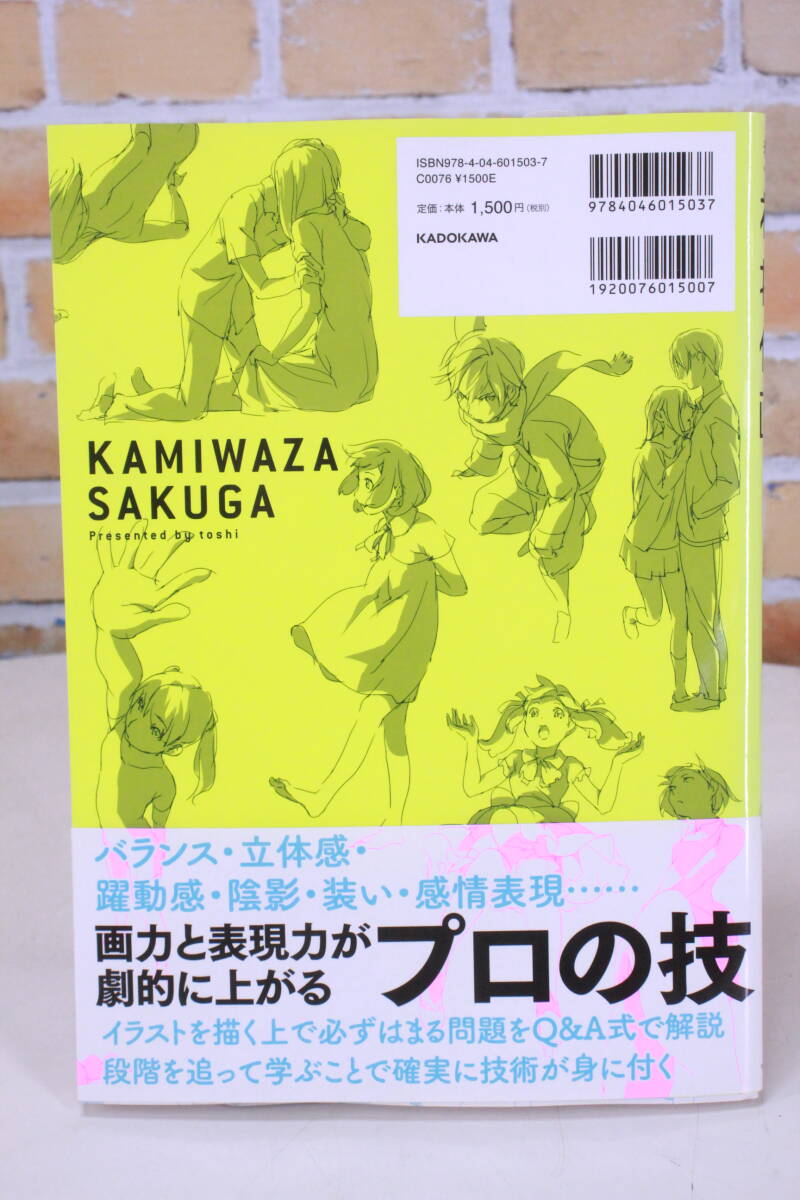 ISBN978-4-04-601503-7
C0076 ¥1500E
定価：本体 1,500円(税別)
KADOKAWA
9784046015037
1920076015007
KAMIWAZA
SAKUGA
Presented by toshi
バランス・立体感・
躍動感・陰影・装い・感情表現……
画力と表現力が
劇的に上がる
プロの技
イラストを描く上で必ずはまる問題をQ&A式で解説
段階を追って学ぶことで確実に技術が身に付く